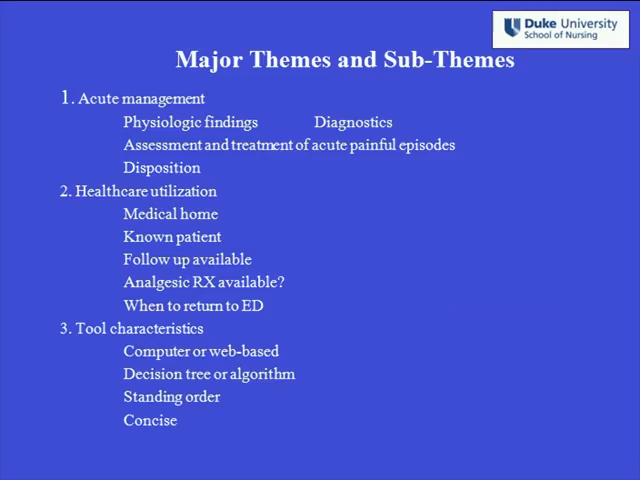 Duke University
School of Nursing
Major Themes and Sub-Themes
1. Acute management
Physiologic findings Diagnostics
Assessment and treatment of acute painful episodes
Disposition
2. Healthcare utilization
Medical home
Known patient
Follow up available
Analgesic RX available?
When to return to ED
3. Tool characteristics
Computer or web-based
Decision tree or algorithm
Standing order
Concise